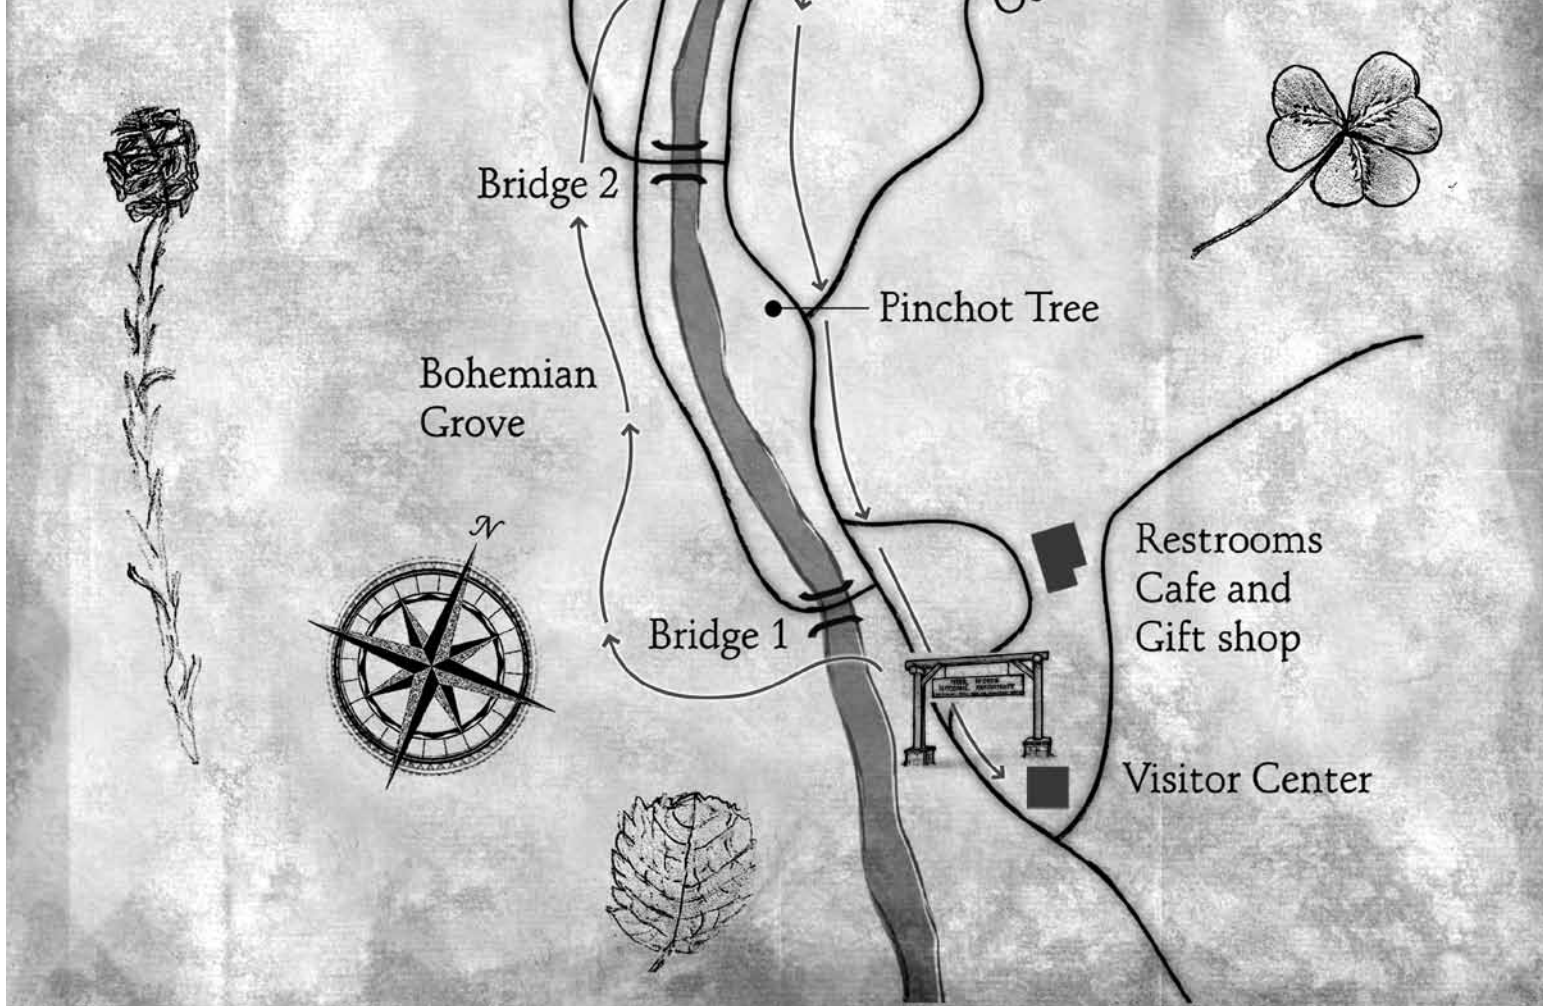 Bridge 2
Pinchot Tree
Bohemian
Grove
N
Restrooms
Cafe and
Gift shop
Bridge 1
Visitor Center